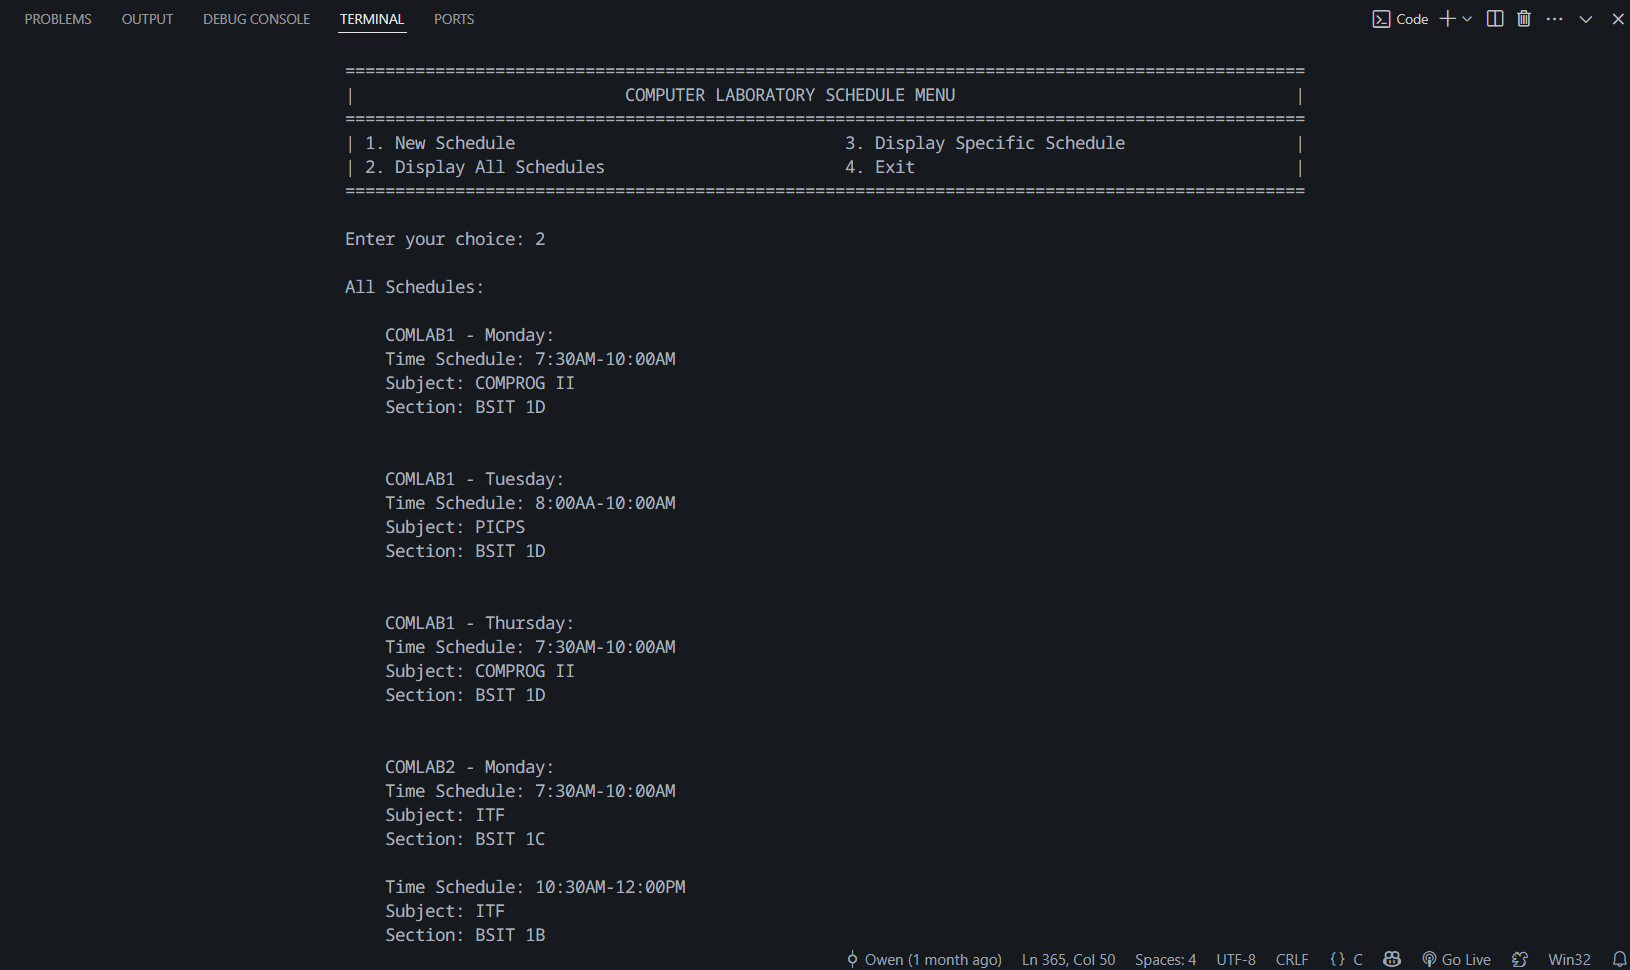 PROBLEMS OUTPUT DEBUG CONSOLE TERMINAL PORTS Code
================================================================================================
| COMPUTER LABORATORY SCHEDULE MENU |
================================================================================================
| 1. New Schedule 3. Display Specific Schedule |
| 2. Display All Schedules 4. Exit |
================================================================================================
Enter your choice: 2
All Schedules:
COMLAB1 - Monday:
Time Schedule: 7:30AM-10:00AM
Subject: COMPROG II
Section: BSIT 1D
COMLAB1 - Tuesday:
Time Schedule: 8:00AA-10:00AM
Subject: PICPS
Section: BSIT 1D
COMLAB1 - Thursday:
Time Schedule: 7:30AM-10:00AM
Subject: COMPROG II
Section: BSIT 1D
COMLAB2 - Monday:
Time Schedule: 7:30AM-10:00AM
Subject: ITF
Section: BSIT 1C
Time Schedule: 10:30AM-12:00PM
Subject: ITF
Section: BSIT 1B
Owen (1 month ago) Ln 365, Col 50 Spaces: 4 UTF-8 CRLF {} C Go Live Win32